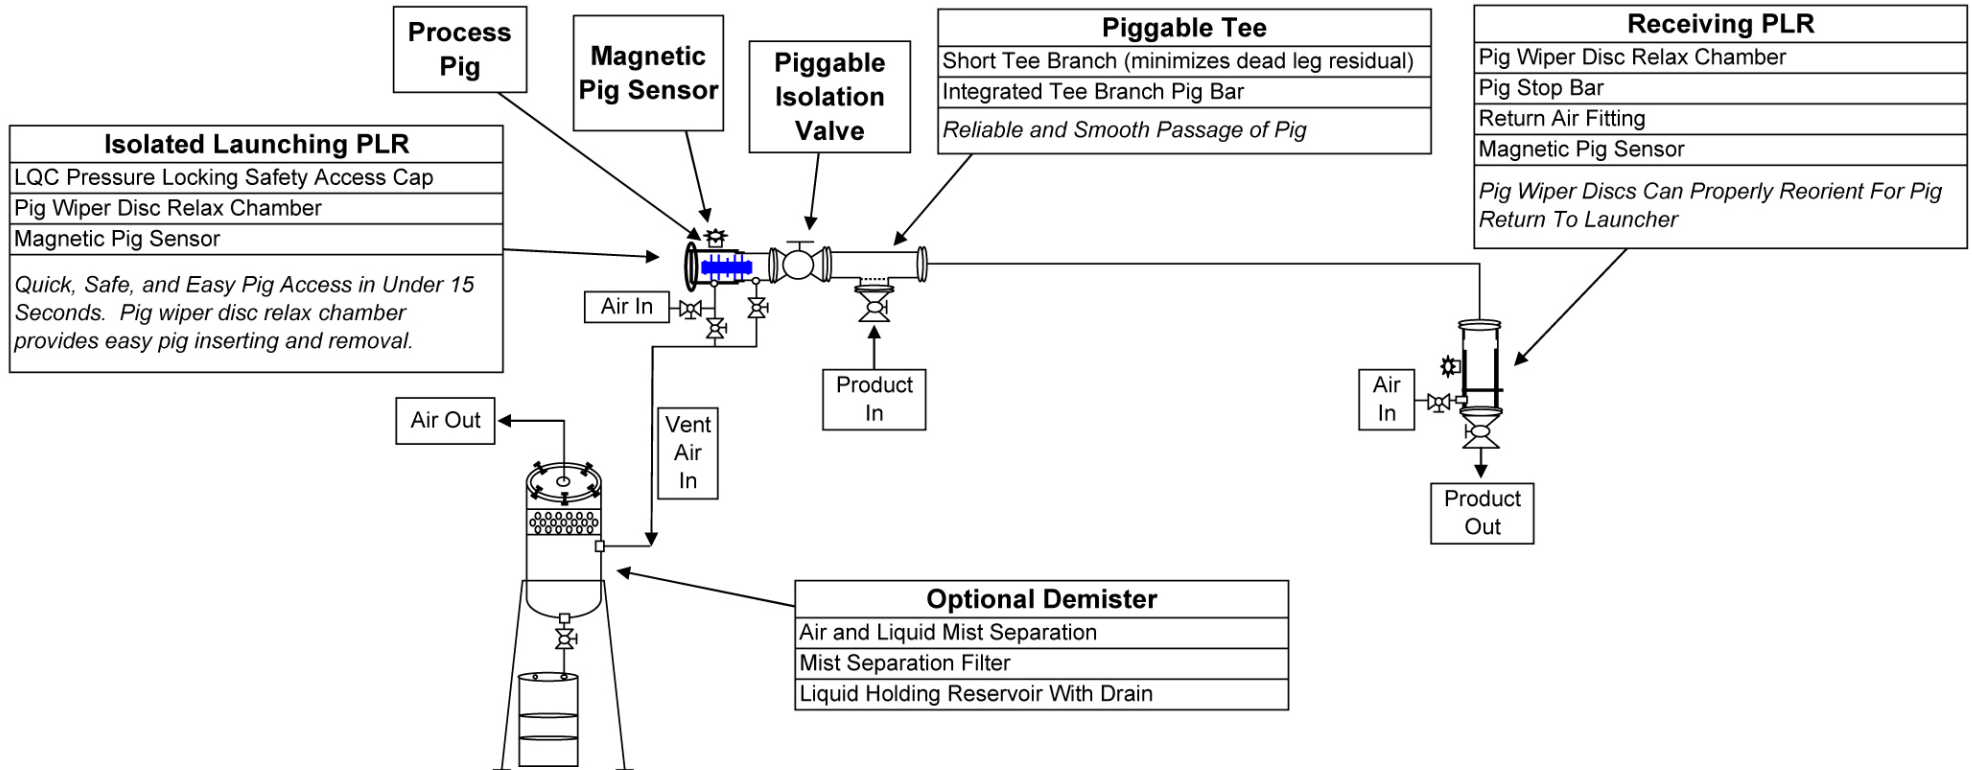 Process
Pig
Magnetic
Pig Sensor
Piggable
Isolation
Valve
Piggable Tee
Short Tee Branch (minimizes dead leg residual)
Integrated Tee Branch Pig Bar
Reliable and Smooth Passage of Pig
Receiving PLR
Pig Wiper Disc Relax Chamber
Pig Stop Bar
Return Air Fitting
Magnetic Pig Sensor
Pig Wiper Discs Can Properly Reorient For Pig
Return To Launcher
Isolated Launching PLR
LQC Pressure Locking Safety Access Cap
Pig Wiper Disc Relax Chamber
Magnetic Pig Sensor
Quick, Safe, and Easy Pig Access in Under 15
Seconds.  Pig wiper disc relax chamber
provides easy pig inserting and removal.
Air In
Product
In
Air
In
Air Out
Vent
Air
In
Product
Out
Optional Demister
Air and Liquid Mist Separation
Mist Separation Filter
Liquid Holding Reservoir With Drain